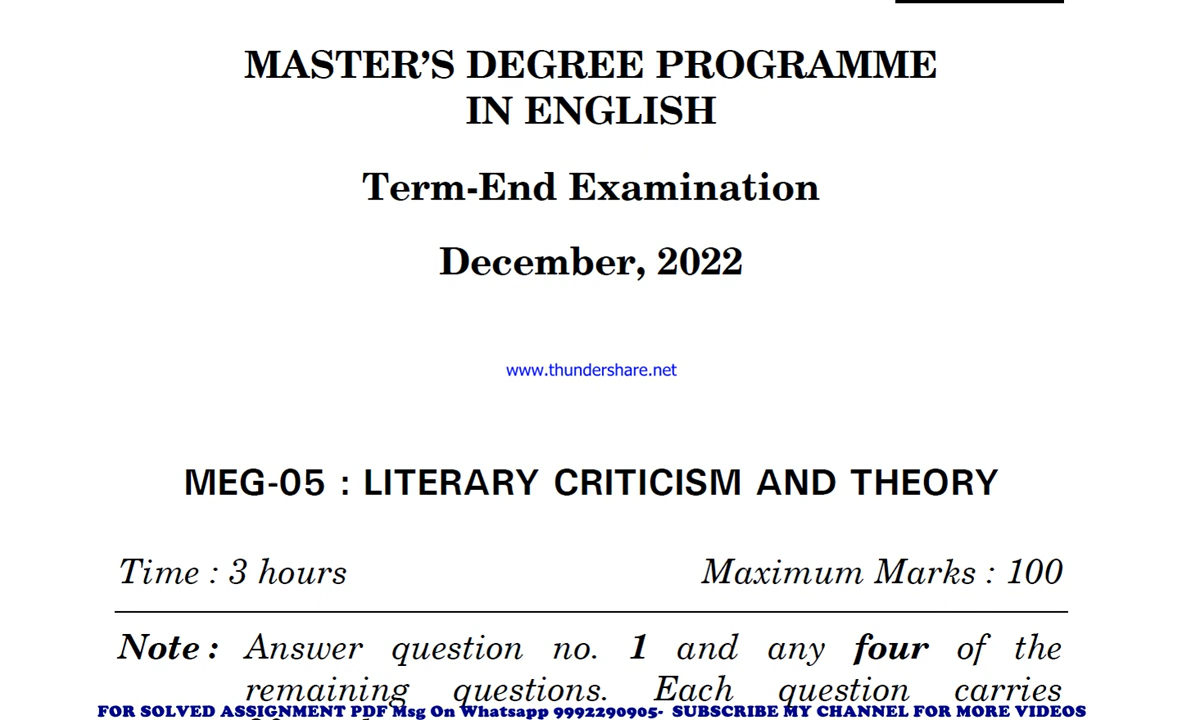 MASTER’S DEGREE PROGRAMME
IN ENGLISH
Term-End Examination
December, 2022
www.thundershare.net
MEG-05 : LITERARY CRITICISM AND THEORY
Time : 3 hours Maximum Marks : 100
Note : Answer question no. 1 and any four of the
remaining questions. Each question carries
FOR SOLVED ASSIGNMENT PDF Msg On Whatsapp 9992290905- SUBSCRIBE MY CHANNEL FOR MORE VIDEOS